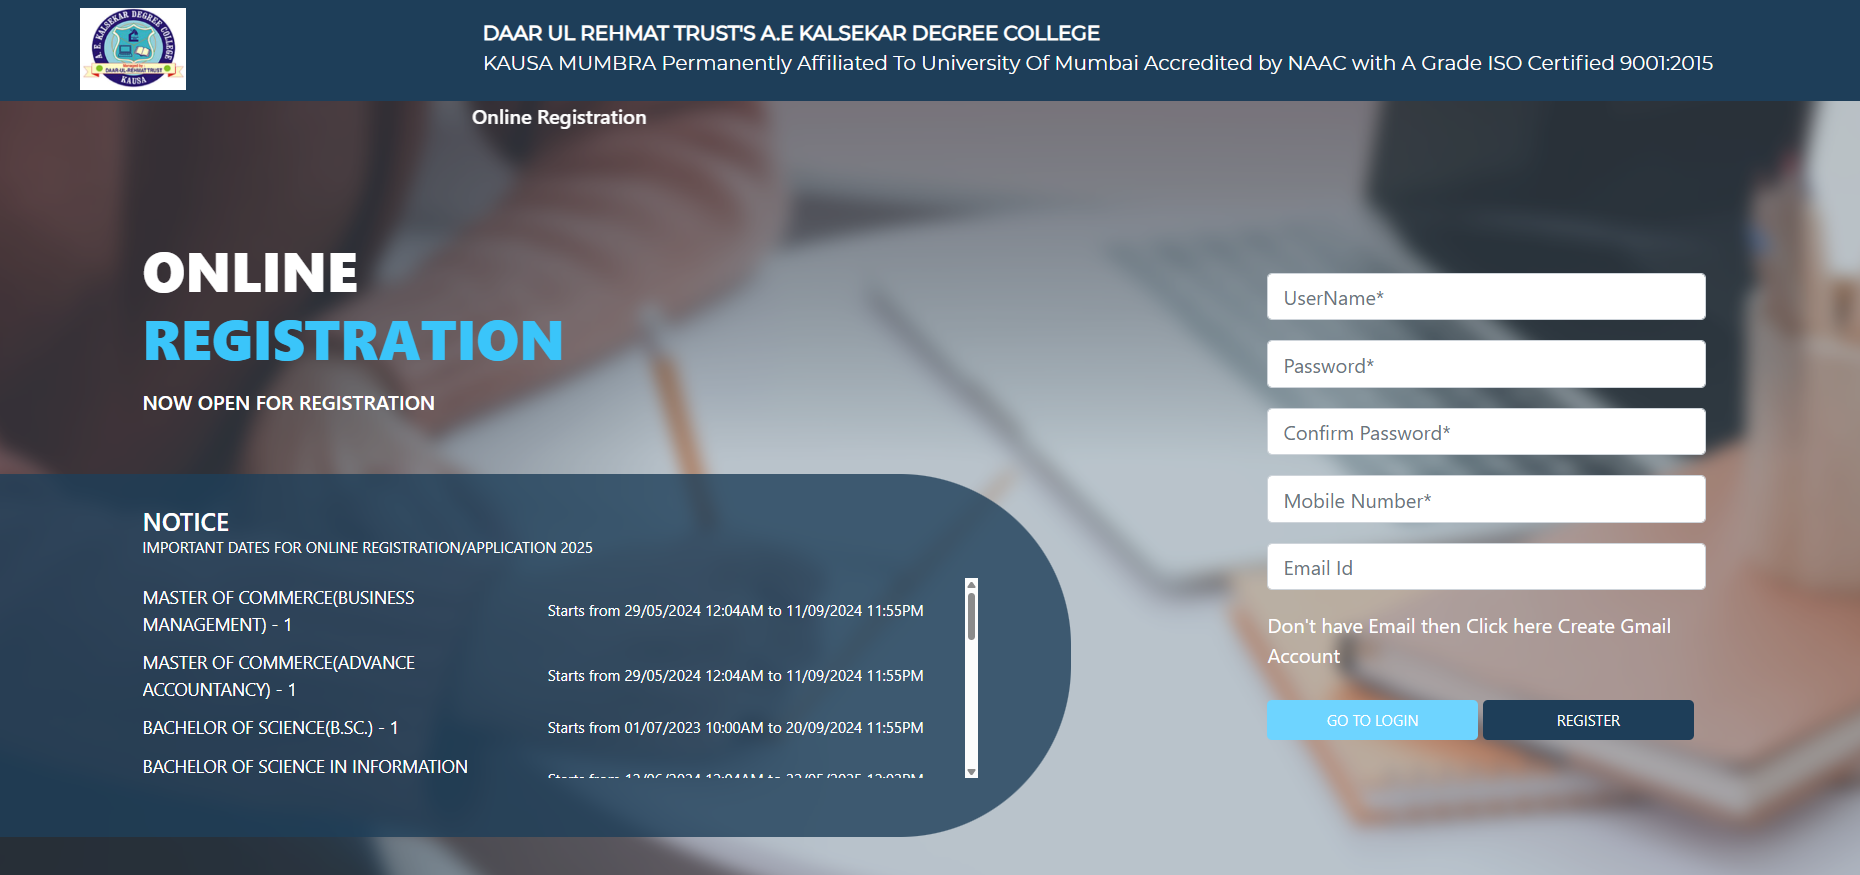 A. E. KALSEKAR DEGREE COLLEGE
DAAR-UL-REHMAT TRUST
KAUSA
DAAR UL REHMAT TRUST'S A.E KALSEKAR DEGREE COLLEGE
KAUSA MUMBRA Permanently Affiliated To University Of Mumbai Accredited by NAAC with A Grade ISO Certified 9001:2015
Online Registration
ONLINE
REGISTRATION
NOW OPEN FOR REGISTRATION
NOTICE
IMPORTANT DATES FOR ONLINE REGISTRATION/APPLICATION 2025
MASTER OF COMMERCE(BUSINESS
MANAGEMENT) - 1
Starts from 29/05/2024 12:04AM to 11/09/2024 11:55PM
MASTER OF COMMERCE(ADVANCE
ACCOUNTANCY) - 1
Starts from 29/05/2024 12:04AM to 11/09/2024 11:55PM
BACHELOR OF SCIENCE(B.SC.) - 1
Starts from 01/07/2023 10:00AM to 20/09/2024 11:55PM
BACHELOR OF SCIENCE IN INFORMATION
UserName*
Password*
Confirm Password*
Mobile Number*
Email Id
Don't have Email then Click here Create Gmail
Account
GO TO LOGIN
REGISTER